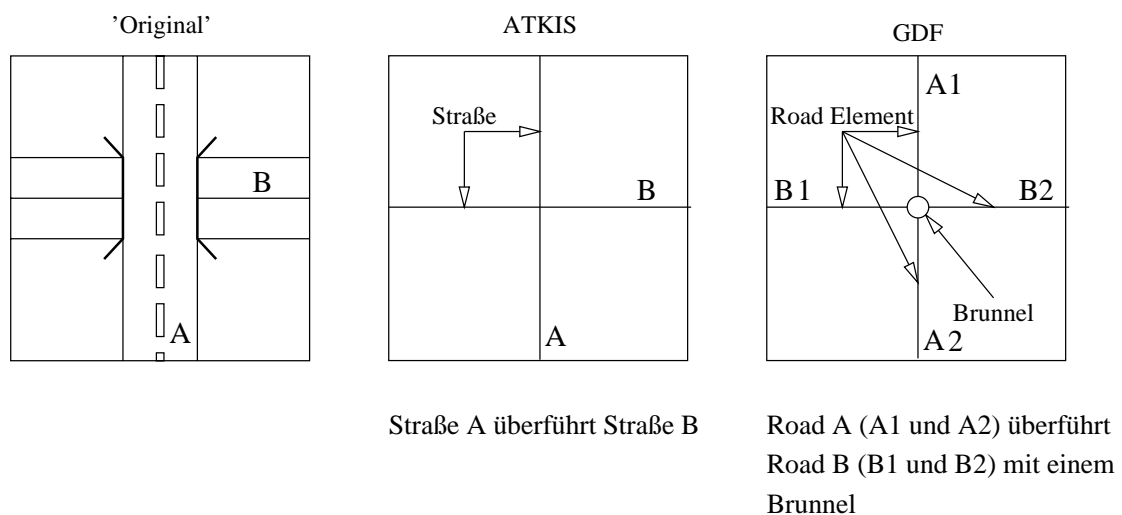 ’Original’
ATKIS
GDF
A
B
Straße
B
A
Straße A überführt Straße B
A1
Road Element
B1
B2
Brunnel
A2
Road A (A1 und A2) überführt
Road B (B1 und B2) mit einem
Brunnel